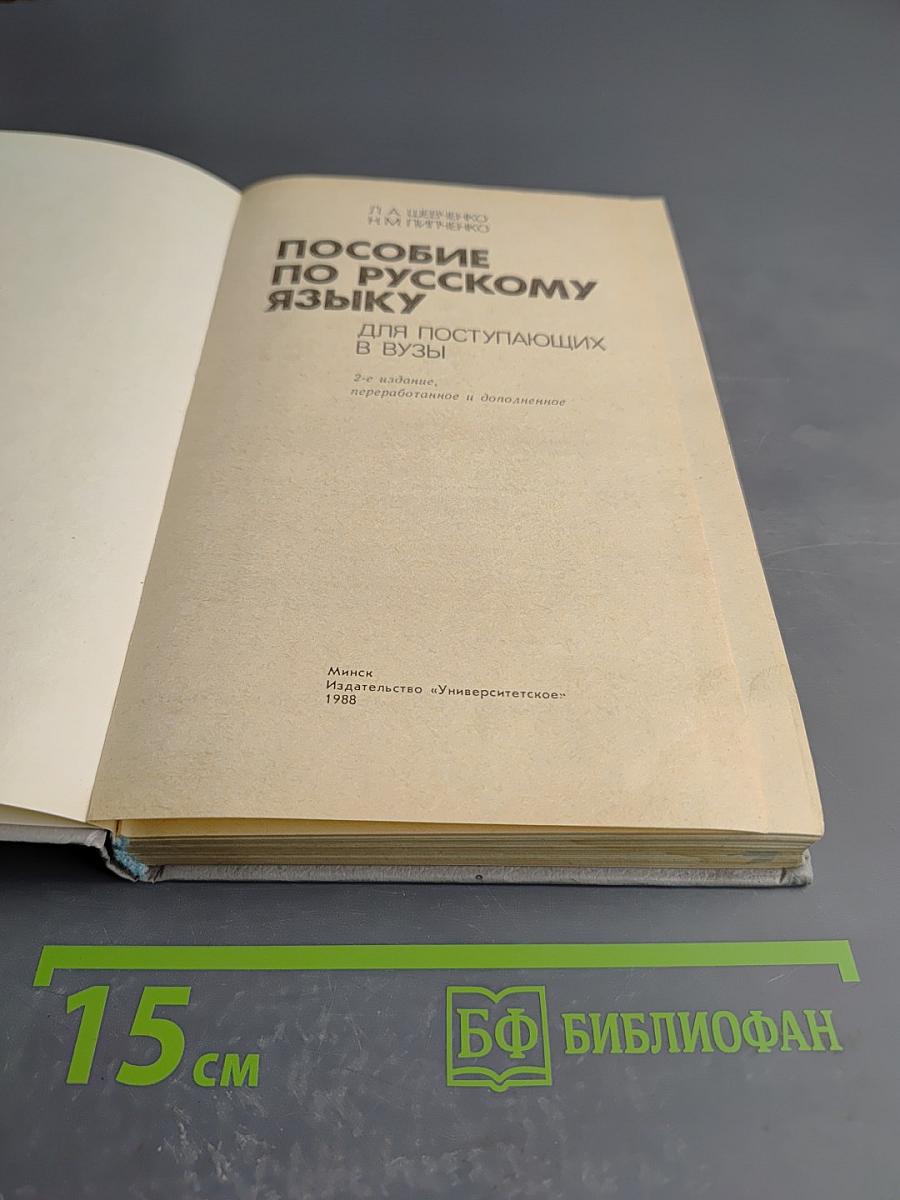 Л. А. ШЕВЧЕНКО
Н. М. ПИПЧЕНКО
ПОСОБИЕ
ПО РУССКОМУ
ЯЗЫКУ
ДЛЯ ПОСТУПАЮЩИХ
В ВУЗЫ
2-е издание,
переработанное и дополненное
Минск
Издательство «Университетское»
1988
15 см
БФ БИБЛИОФАН